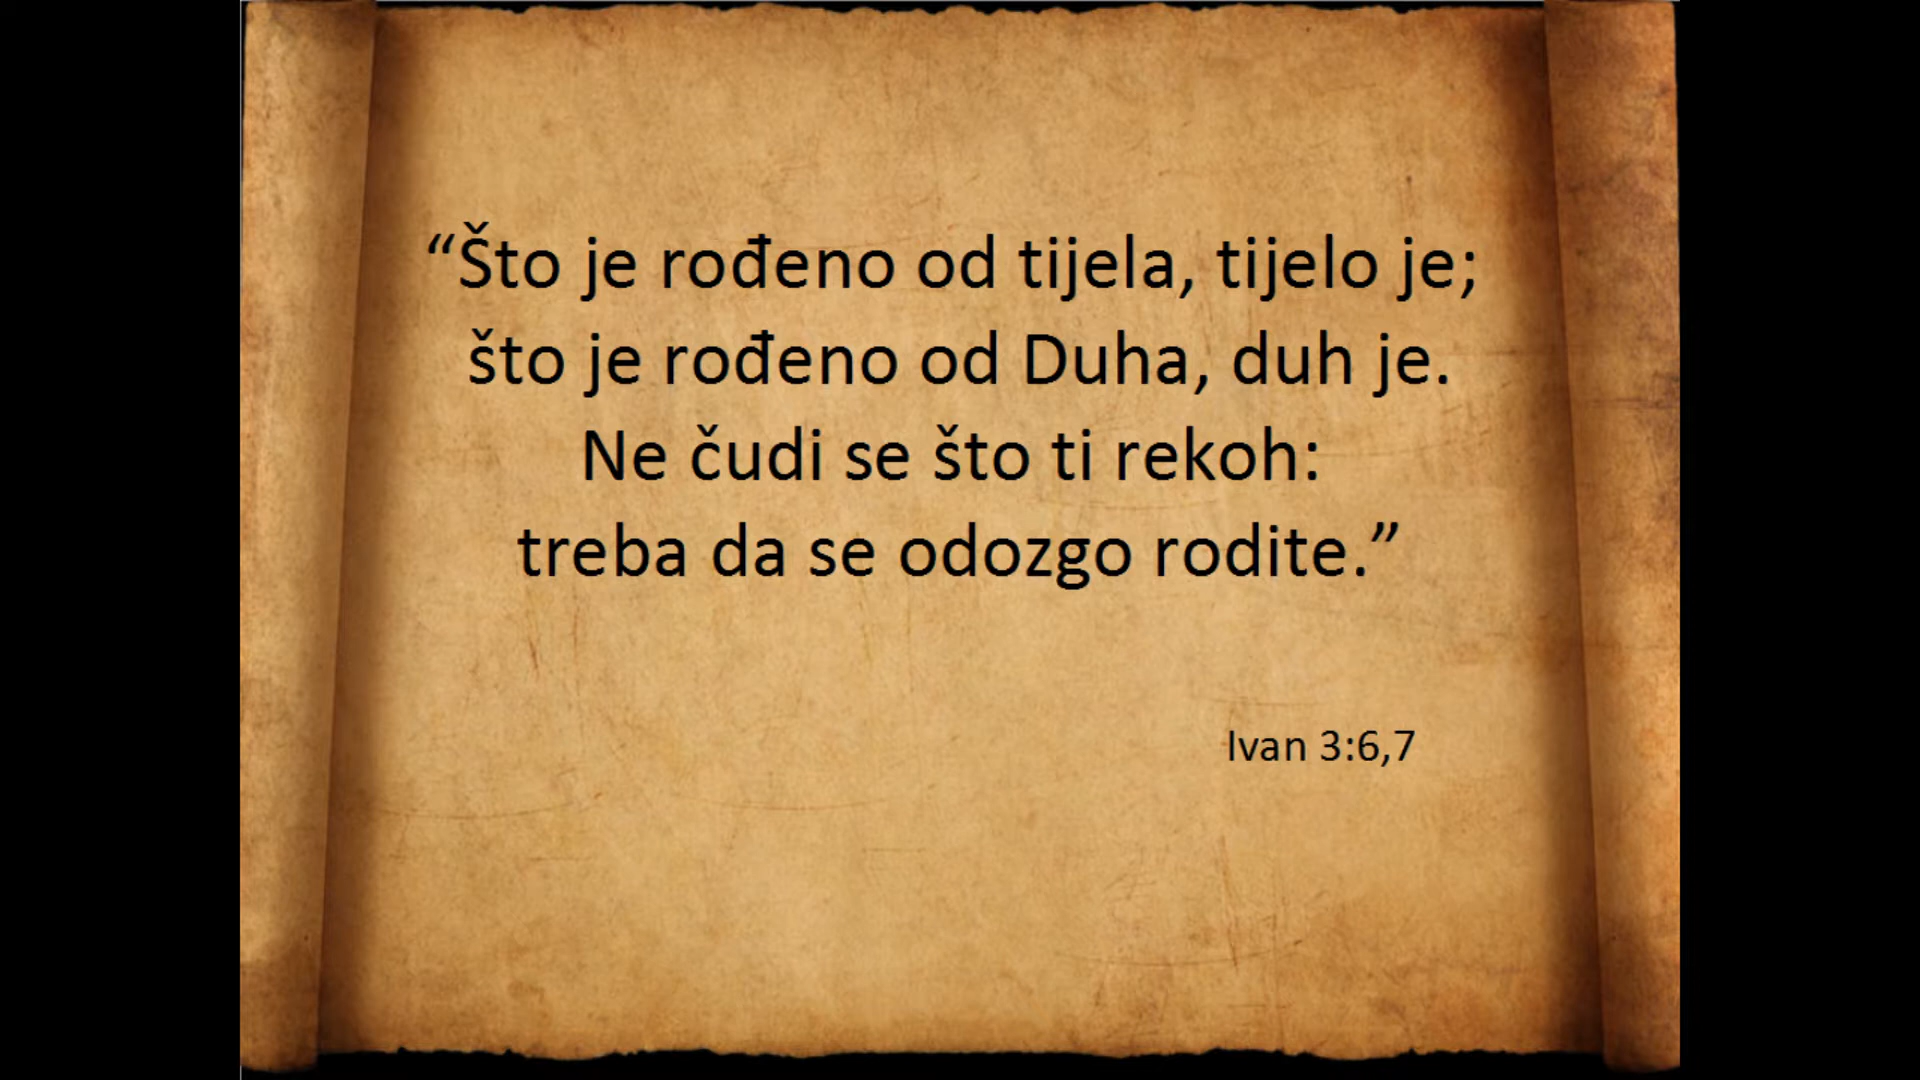 “Što je rođeno od tijela, tijelo je;
što je rođeno od Duha, duh je.
Ne čudi se što ti rekoh:
treba da se odozgo rodite.”
Ivan 3:6,7